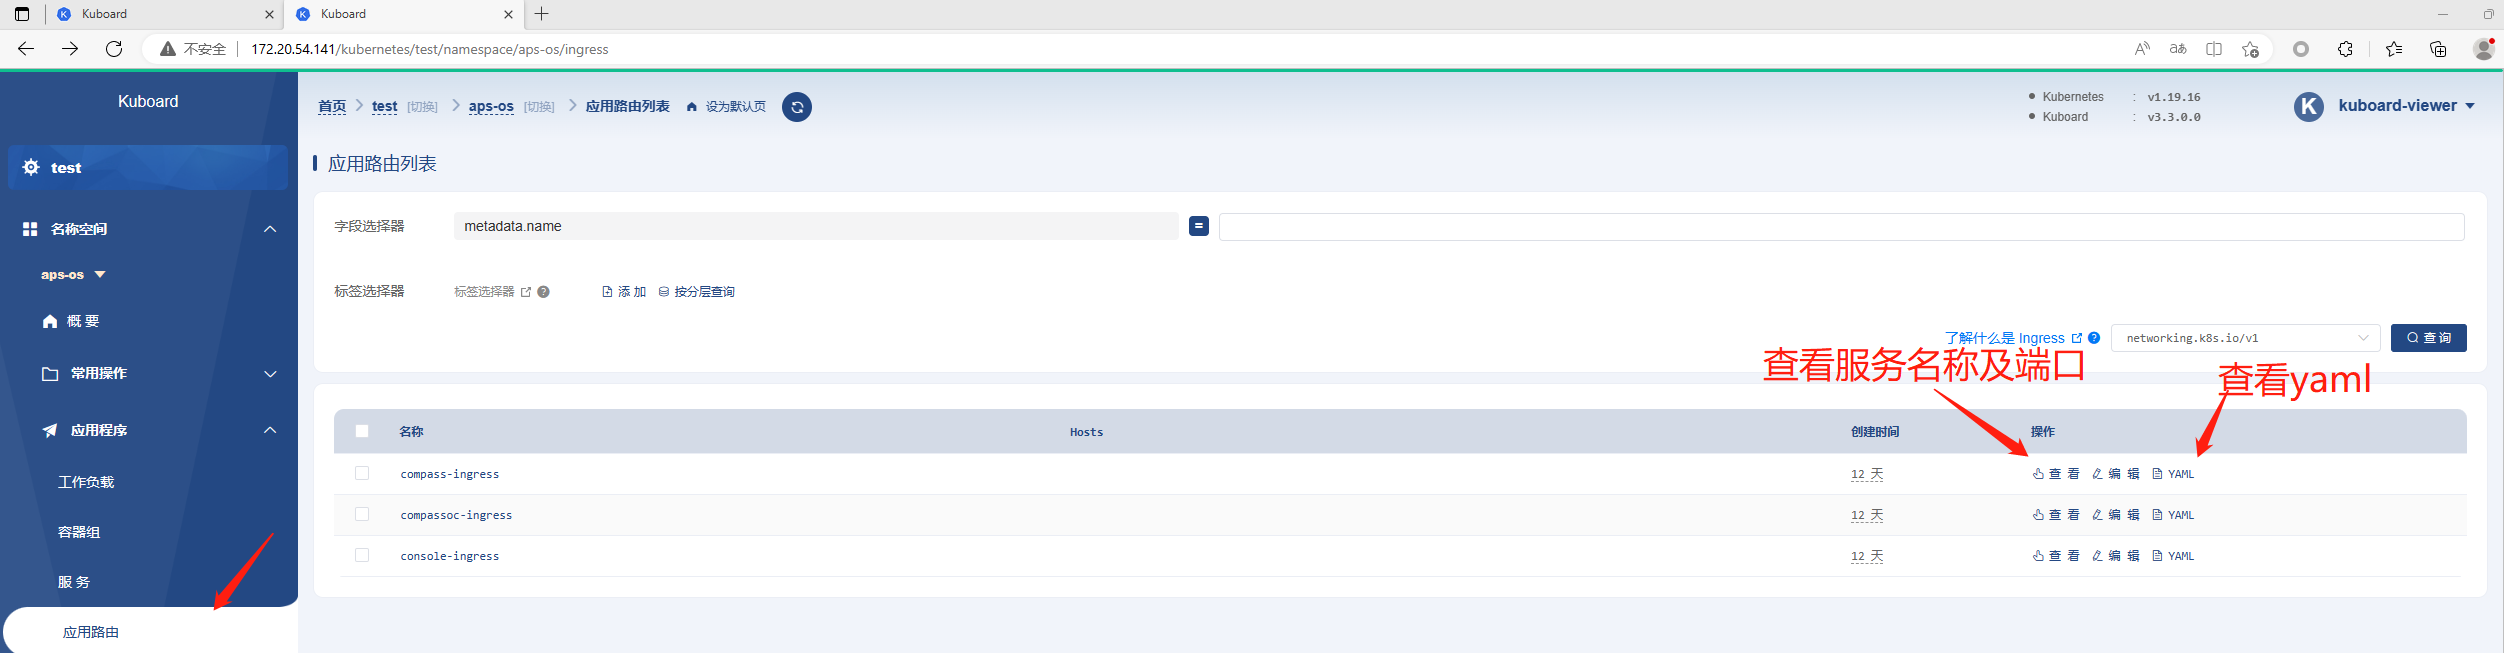 Kuboard
Kuboard
不安全
172.20.54.141/kubernetes/test/namespace/aps-os/ingress
Kuboard
首页
test [切换]
aps-os [切换]
应用路由列表
设为默认页
Kubernetes : v1.19.16
Kuboard : v3.3.0.0
K
kuboard-viewer
test
名称空间
aps-os
概 要
常用操作
应用程序
工作负载
容器组
服 务
应用路由
应用路由列表
字段选择器
metadata.name
=
标签选择器
标签选择器
添 加
按分层查询
了解什么是 Ingress
networking.k8s.io/v1
查 询
查看服务名称及端口
查看yaml
名称 Hosts 创建时间 操作
compass-ingress 12 天 查 看 编 辑 YAML
compassoc-ingress 12 天 查 看 编 辑 YAML
console-ingress 12 天 查 看 编 辑 YAML